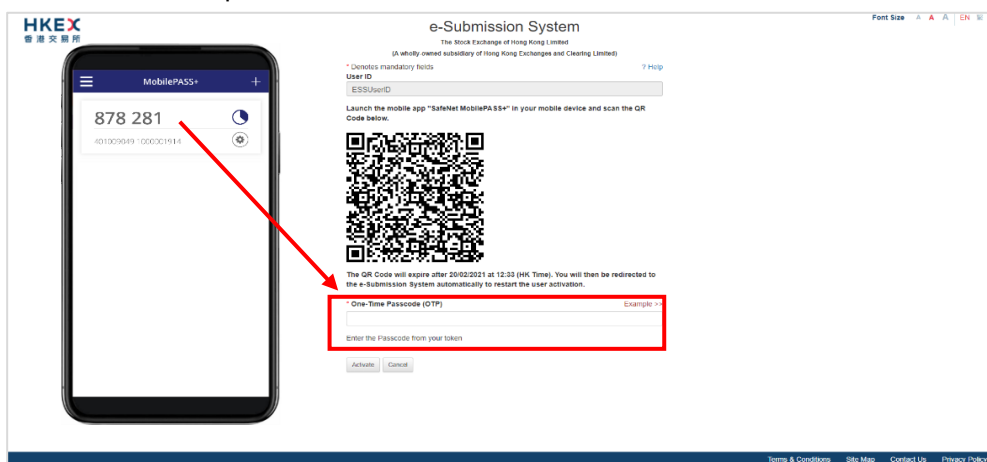 HKEX
香港交易所
Font Size A A A EN 繁
e-Submission System
The Stock Exchange of Hong Kong Limited
(A wholly-owned subsidiary of Hong Kong Exchanges and Clearing Limited)
* Denotes mandatory fields ? Help
User ID
ESSUserID
Launch the mobile app "SafeNet MobilePASS+" in your mobile device and scan the QR
Code below.
MobilePASS+ +
878 281
401009849 1000001914
The QR Code will expire after 20/02/2021 at 12:33 (HK Time). You will then be redirected to
the e-Submission System automatically to restart the user activation.
* One-Time Passcode (OTP) Example >>
Enter the Passcode from your token
Activate Cancel
Terms & Conditions Site Map Contact Us Privacy Policy